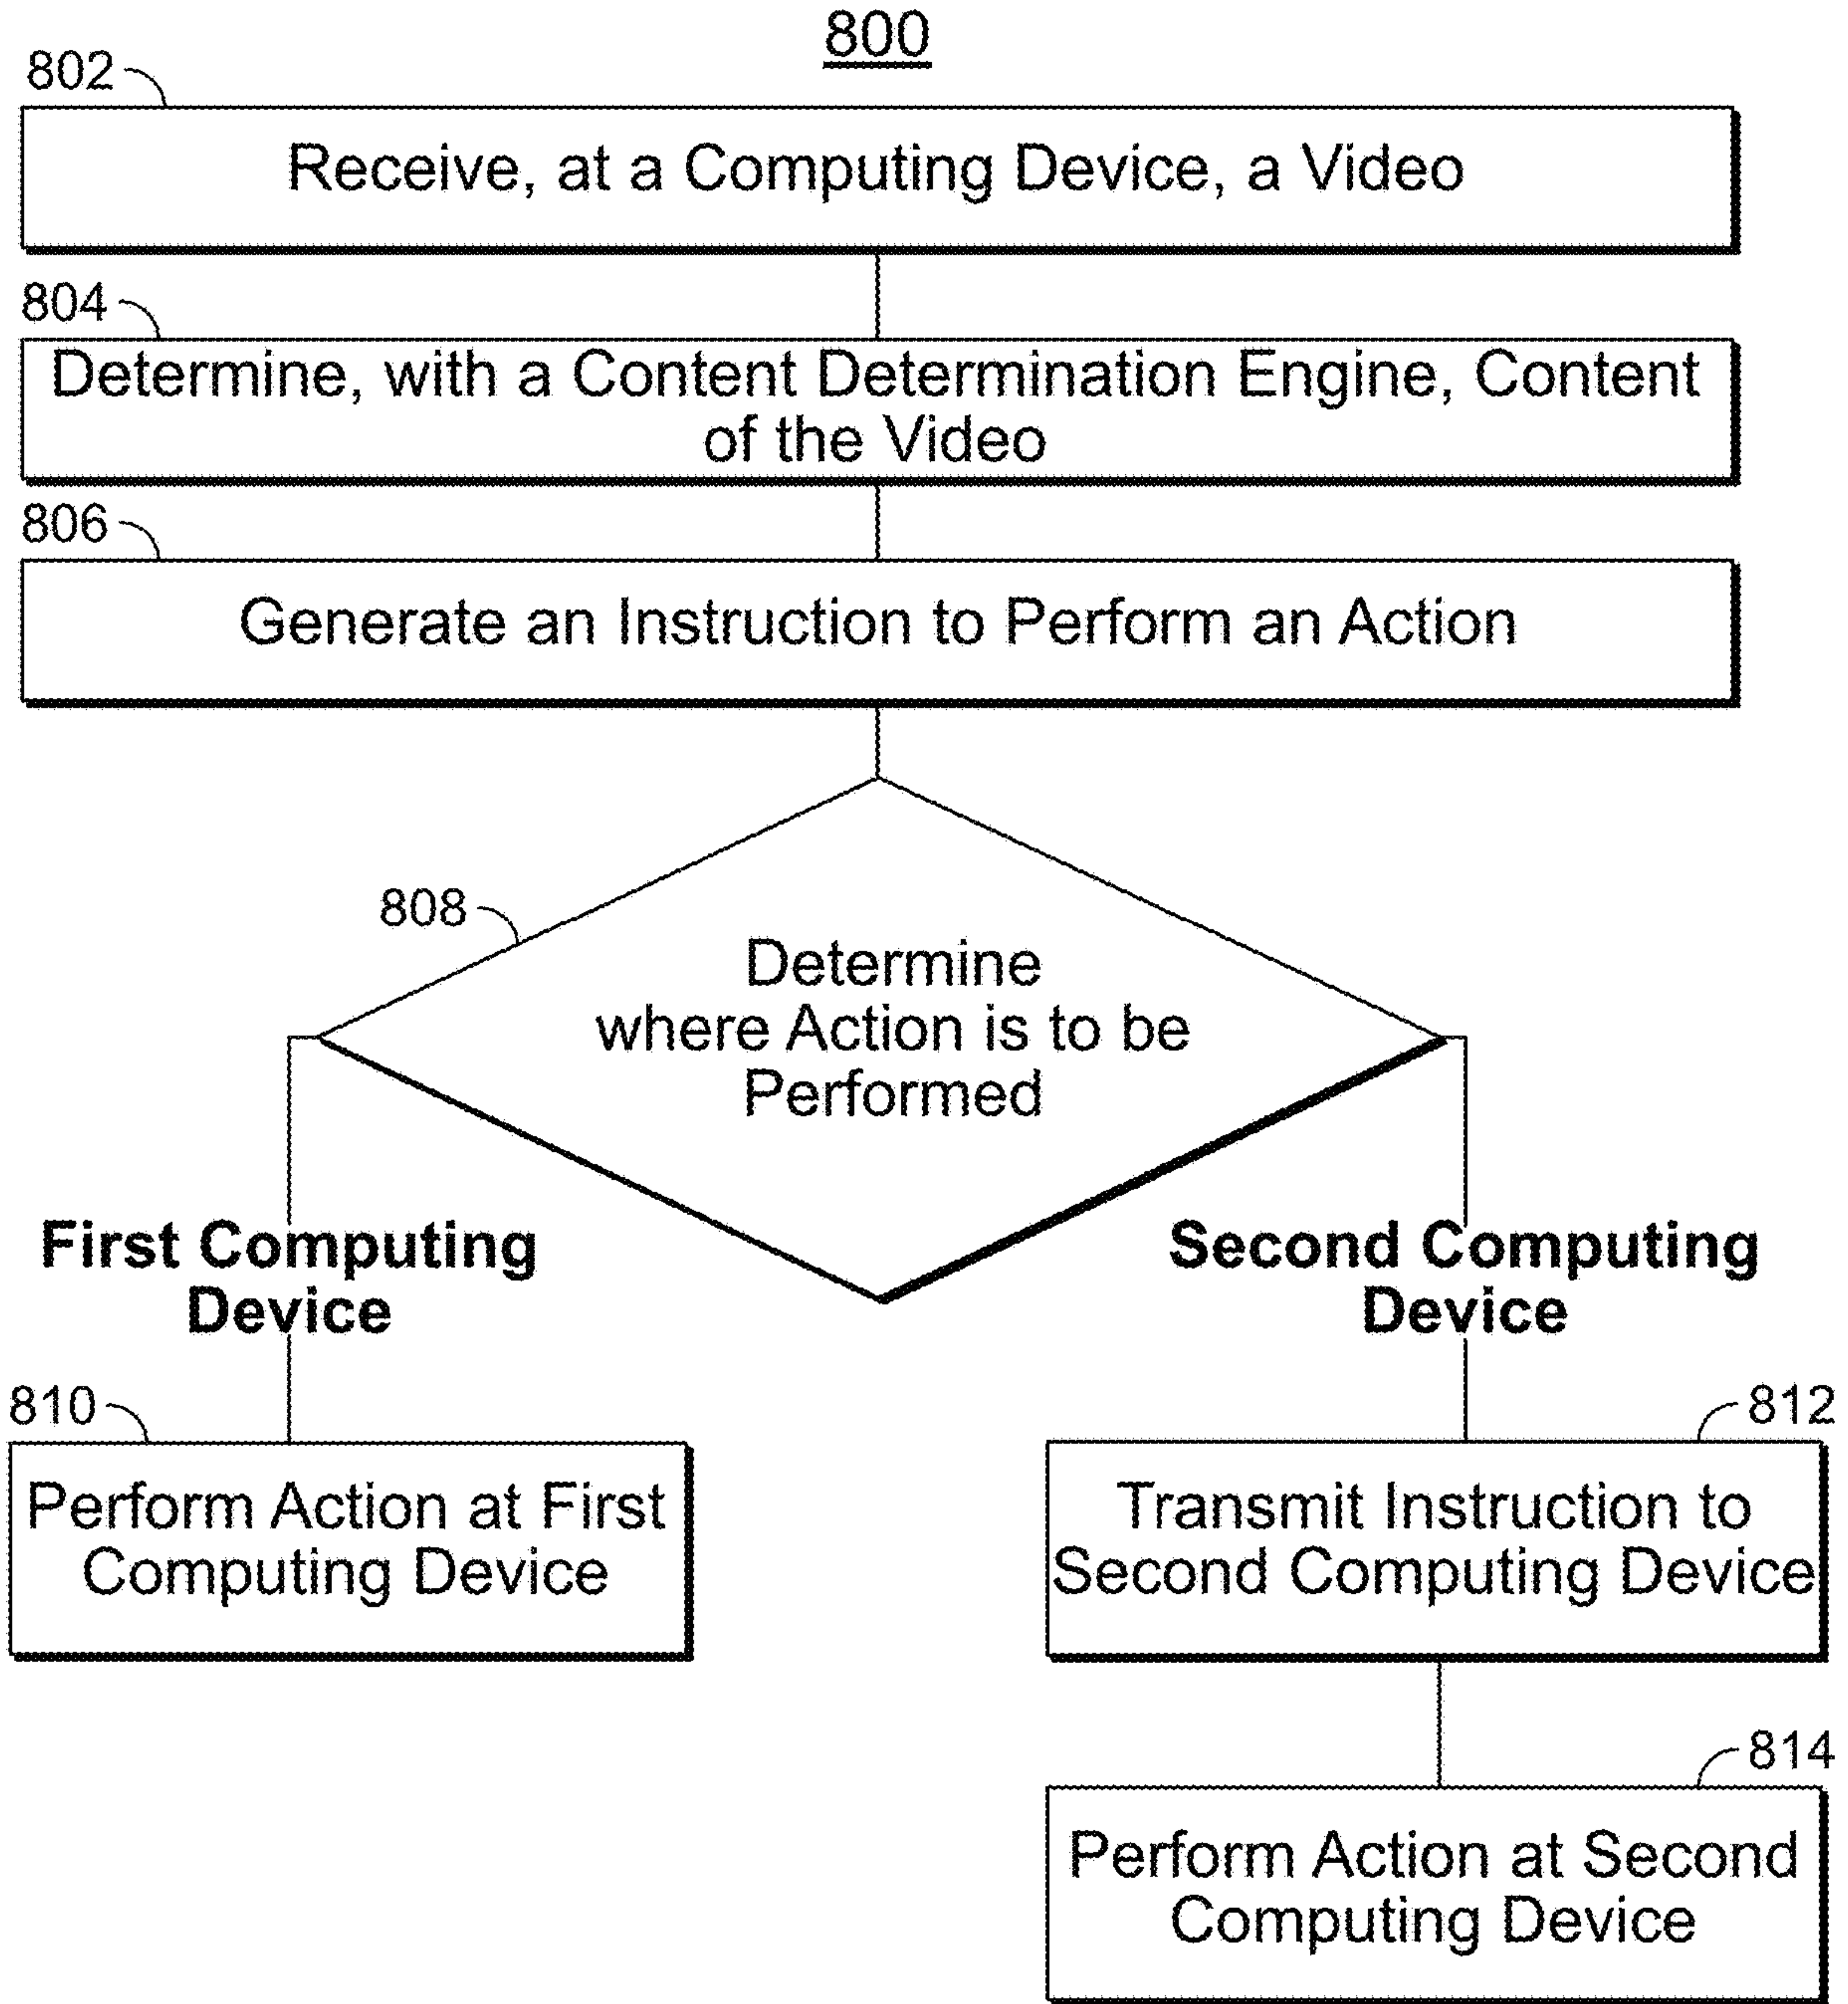 800
802
Receive, at a Computing Device, a Video
804
Determine, with a Content Determination Engine, Content
of the Video
806
Generate an Instruction to Perform an Action
808
Determine
where Action is to be
Performed
First Computing
Device
Second Computing
Device
810
Perform Action at First
Computing Device
812
Transmit Instruction to
Second Computing Device
814
Perform Action at Second
Computing Device